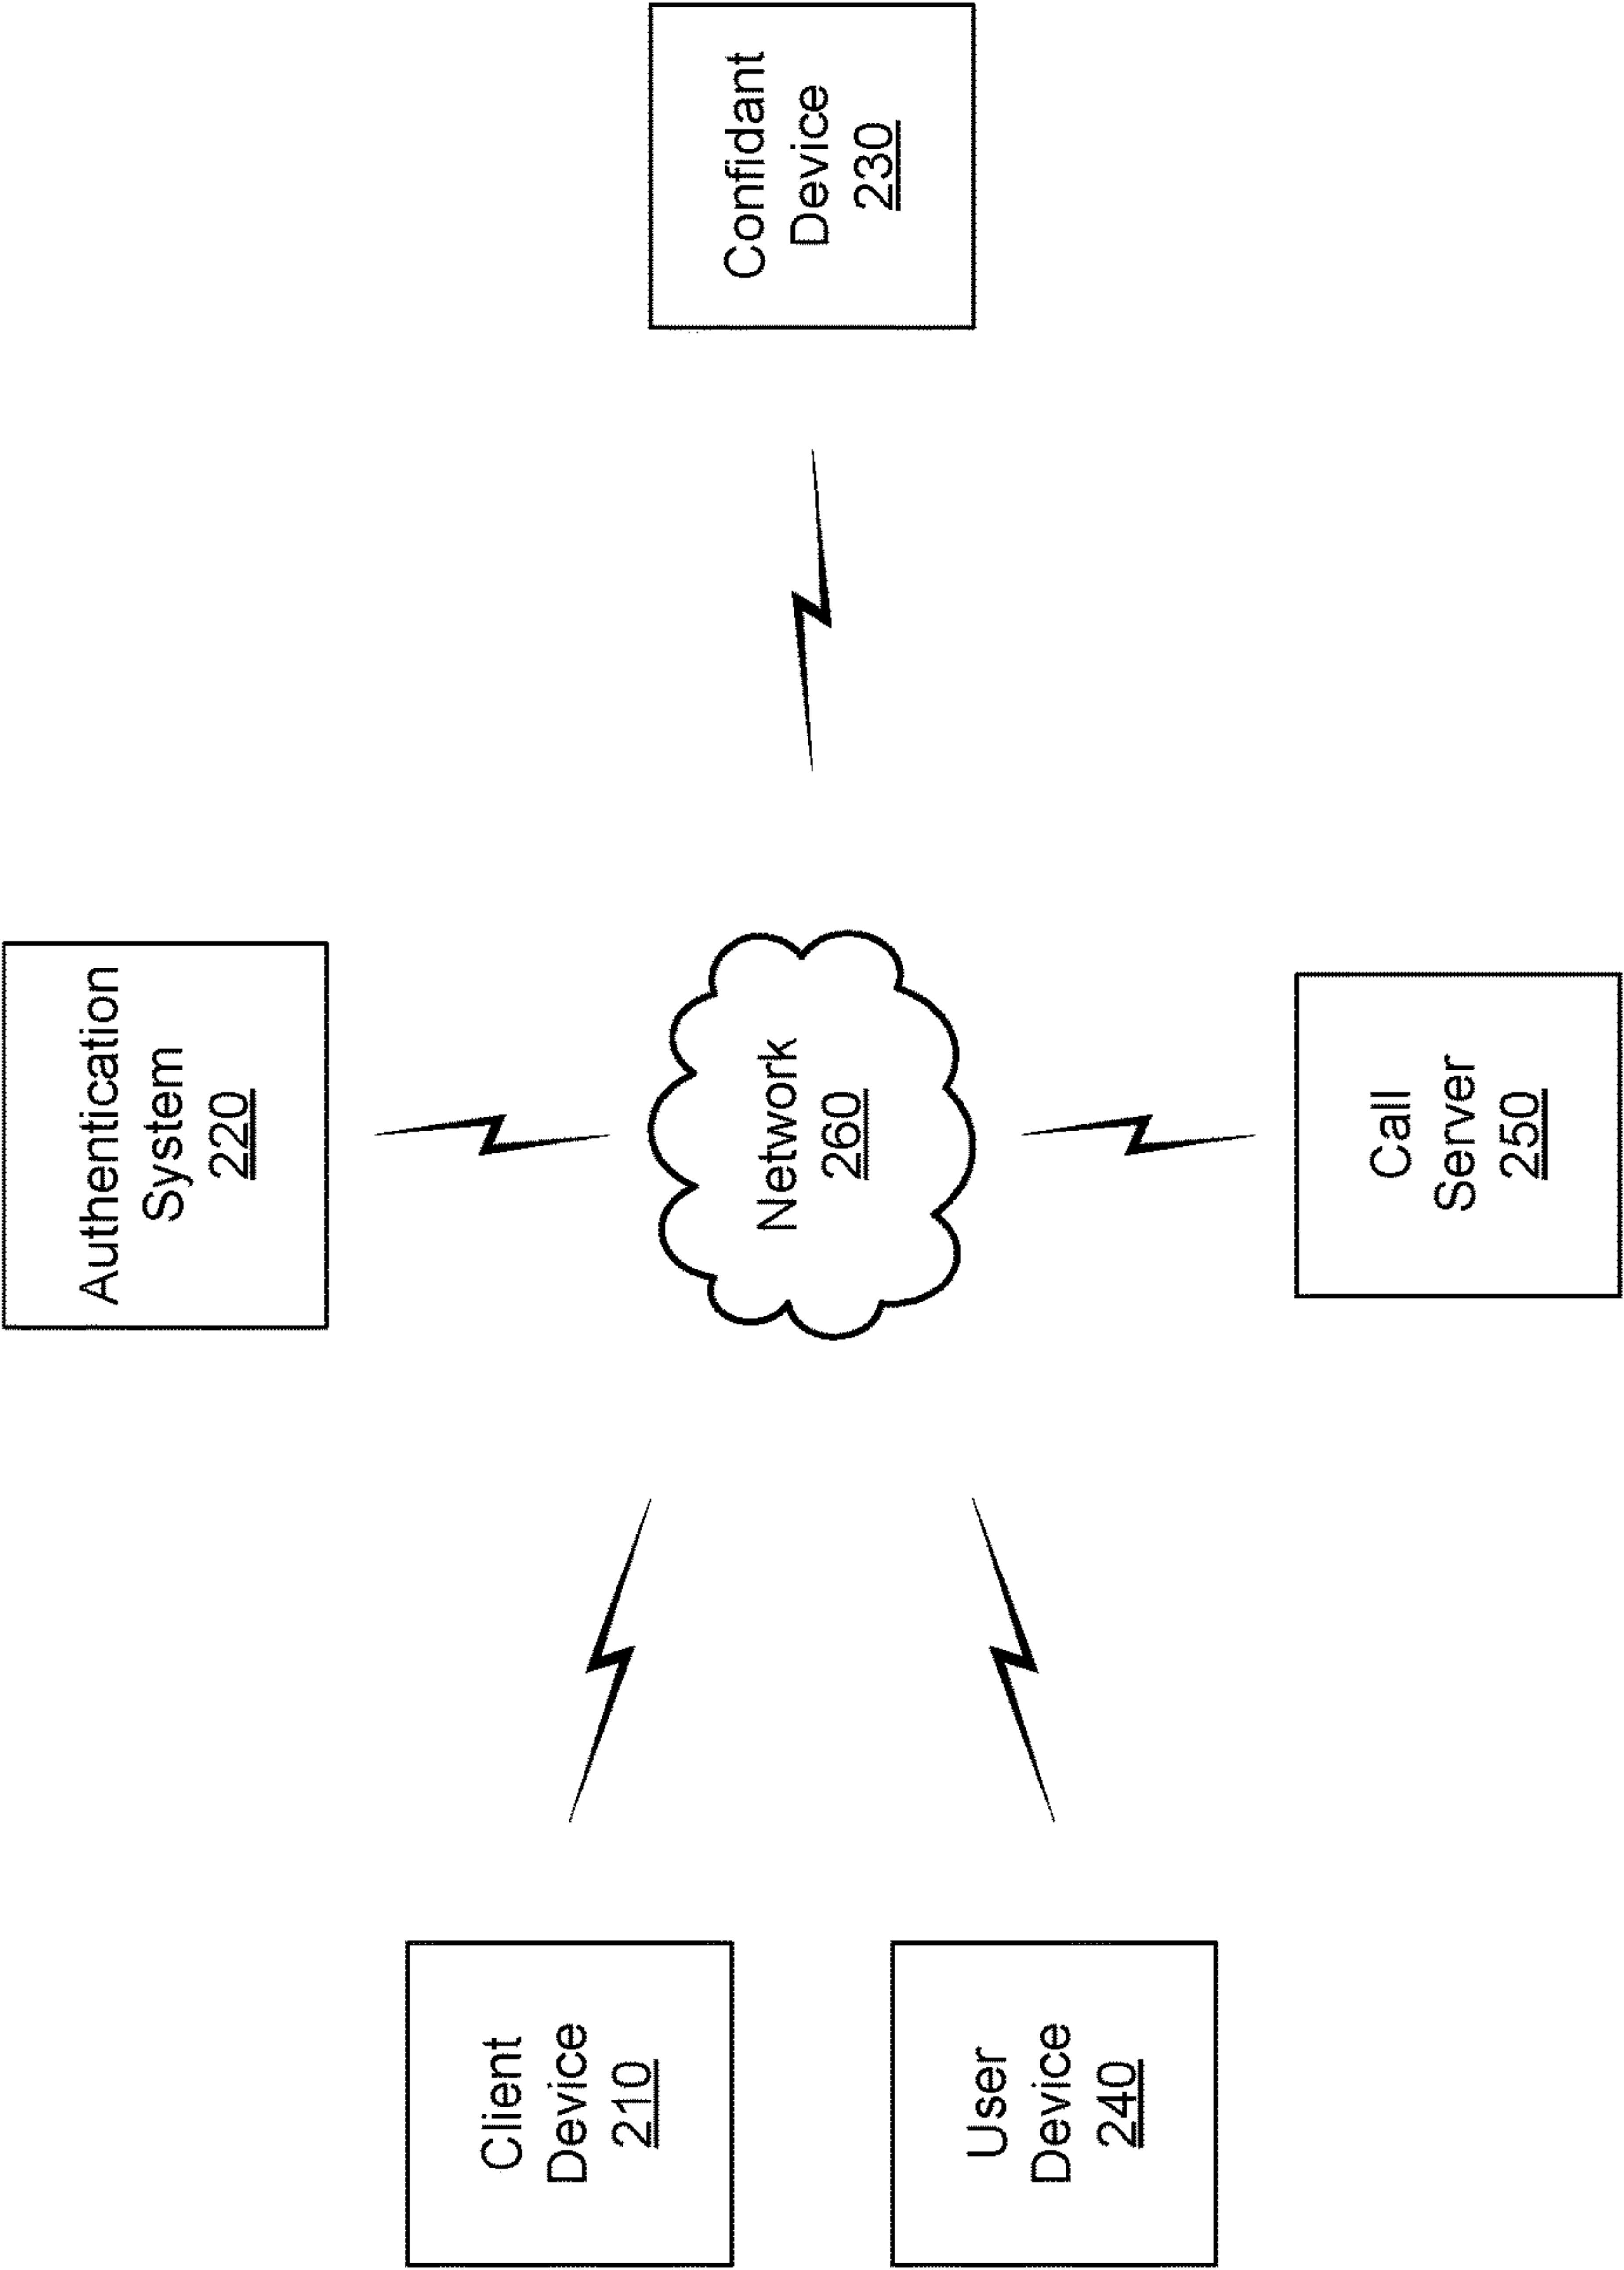 Authentication
System
220
Client
Device
210
Network
260
Confidant
Device
230
User
Device
240
Call
Server
250